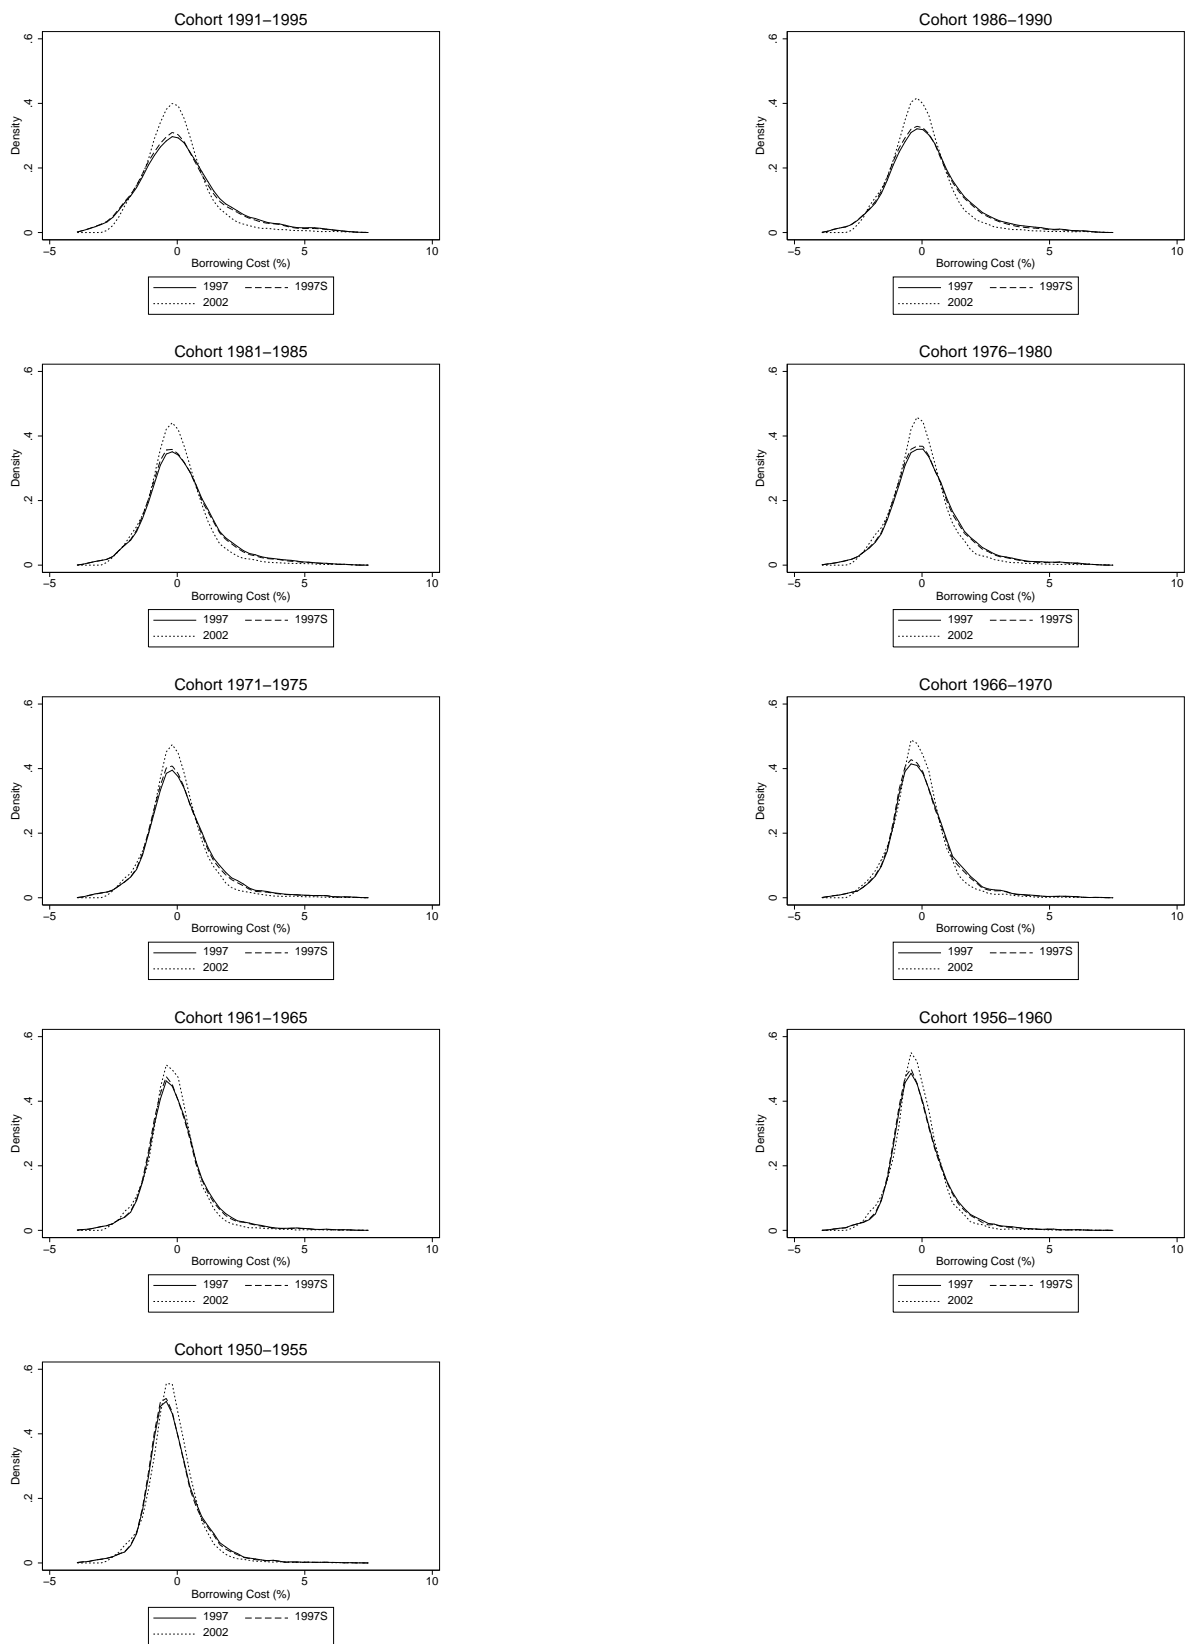 Cohort 1991–1995
.6
.4
.2
0
Density
−5 0 5 10
Borrowing Cost (%)
1997 1997S
2002
Cohort 1986–1990
.6
.4
.2
0
Density
−5 0 5 10
Borrowing Cost (%)
1997 1997S
2002
Cohort 1981–1985
.6
.4
.2
0
Density
−5 0 5 10
Borrowing Cost (%)
1997 1997S
2002
Cohort 1976–1980
.6
.4
.2
0
Density
−5 0 5 10
Borrowing Cost (%)
1997 1997S
2002
Cohort 1971–1975
.6
.4
.2
0
Density
−5 0 5 10
Borrowing Cost (%)
1997 1997S
2002
Cohort 1966–1970
.6
.4
.2
0
Density
−5 0 5 10
Borrowing Cost (%)
1997 1997S
2002
Cohort 1961–1965
.6
.4
.2
0
Density
−5 0 5 10
Borrowing Cost (%)
1997 1997S
2002
Cohort 1956–1960
.6
.4
.2
0
Density
−5 0 5 10
Borrowing Cost (%)
1997 1997S
2002
Cohort 1950–1955
.6
.4
.2
0
Density
−5 0 5 10
Borrowing Cost (%)
1997 1997S
2002